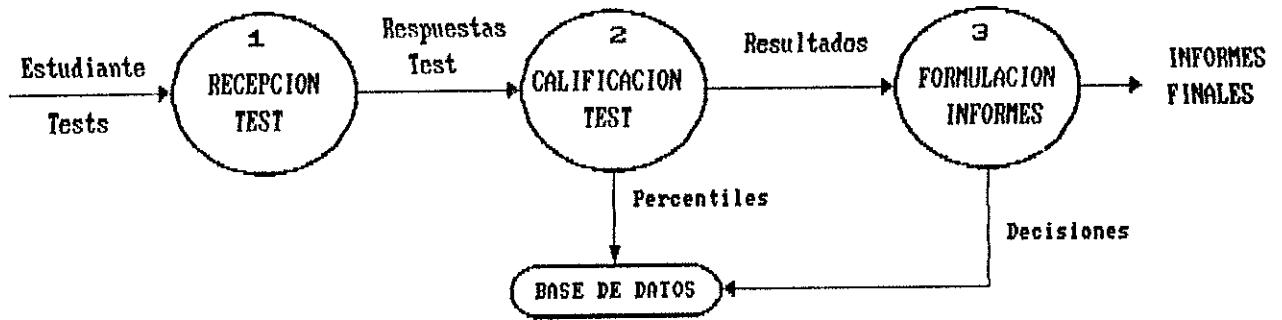 Estudiante
Tests
1
RECEPCION
TEST
Respuestas
Test
2
CALIFICACION
TEST
Resultados
3
FORMULACION
INFORMES
INFORMES
FINALES
Percentiles
Decisiones
BASE DE DATOS